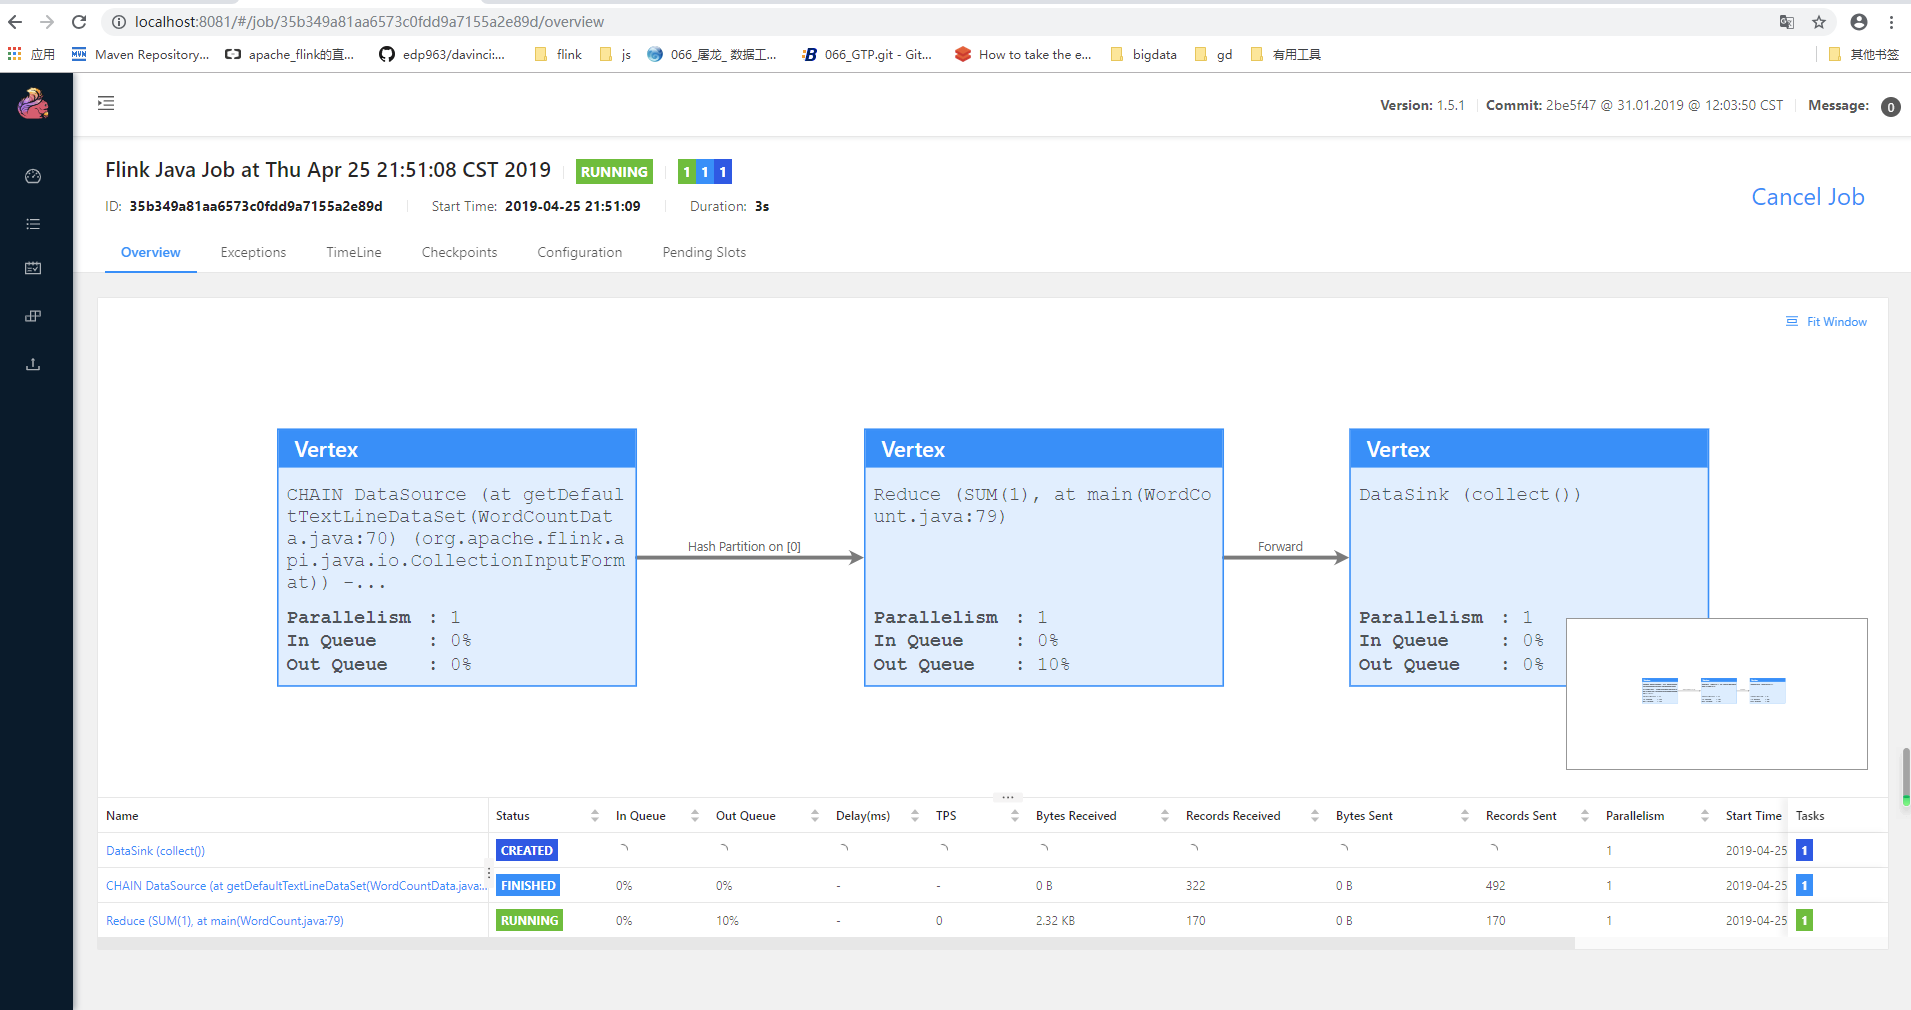 localhost:8081/#/job/35b349a81aa6573c0fdd9a7155a2e89d/overview
应用 Maven Repository... apache_flink的直... edp963/davinci:... flink js 066_屠龙_ 数据工... 066_GTP.git - Git... How to take the e... bigdata gd 有用工具 其他书签
Version: 1.5.1 Commit: 2be5f47 @ 31.01.2019 @ 12:03:50 CST Message: 0
Flink Java Job at Thu Apr 25 21:51:08 CST 2019 RUNNING 1 1 1
Cancel Job
ID: 35b349a81aa6573c0fdd9a7155a2e89d Start Time: 2019-04-25 21:51:09 Duration: 3s
Overview Exceptions TimeLine Checkpoints Configuration Pending Slots
Fit Window
Vertex
CHAIN DataSource (at getDefaul
tTextLineDataSet(WordCountDat
a.java:70) (org.apache.flink.a
pi.java.io.CollectionInputForm
at)) -...
Parallelism : 1
In Queue : 0%
Out Queue : 0%
Hash Partition on [0]
Vertex
Reduce (SUM(1), at main(WordCo
unt.java:79)
Parallelism : 1
In Queue : 0%
Out Queue : 10%
Forward
Vertex
DataSink (collect())
Parallelism : 1
In Queue : 0%
Out Queue : 0%
Vertex Vertex Vertex
Name Status In Queue Out Queue Delay(ms) TPS Bytes Received Records Received Bytes Sent Records Sent Parallelism Start Time Tasks
DataSink (collect()) CREATED 1 2019-04-25 1
CHAIN DataSource (at getDefaultTextLineDataSet(WordCountData.java:... FINISHED 0% 0% - - 0 B 322 0 B 492 1 2019-04-25 1
Reduce (SUM(1), at main(WordCount.java:79) RUNNING 0% 10% - 0 2.32 KB 170 0 B 170 1 2019-04-25 1